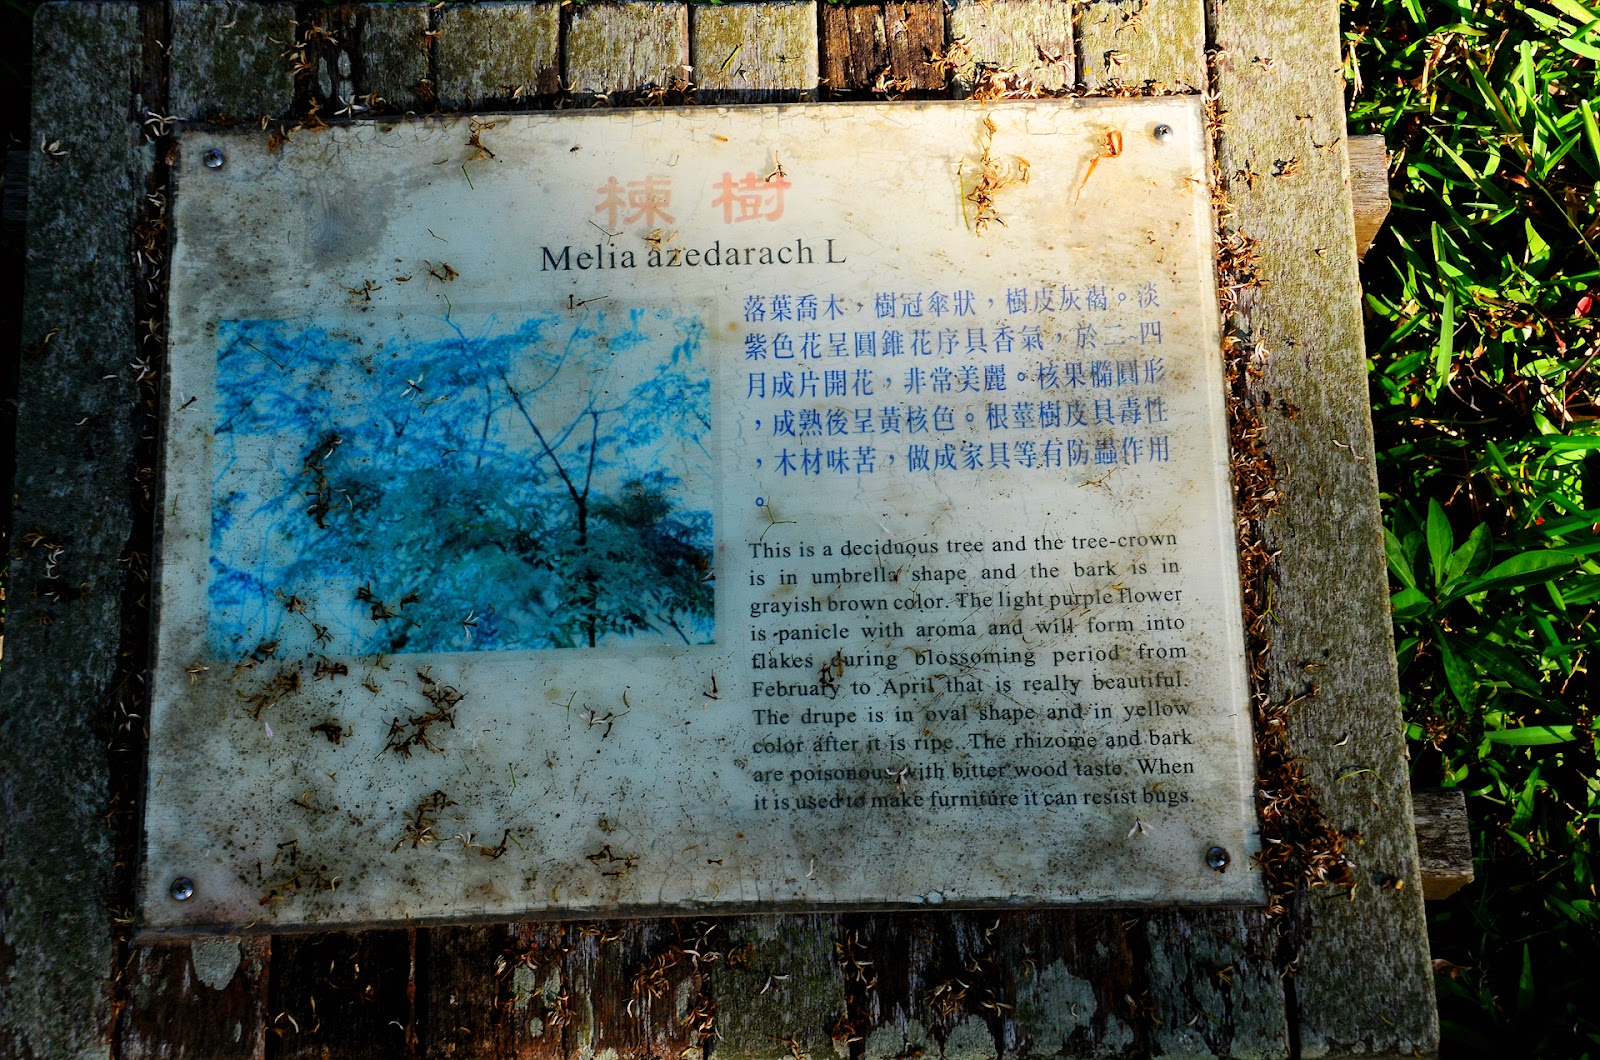 楝樹
Melia azedarach L
落葉喬木，樹冠傘狀，樹皮灰褐。淡
紫色花呈圓錐花序具香氣，於二~四
月成片開花，非常美麗。核果橢圓形
，成熟後呈黃核色。根莖樹皮具毒性
，木材味苦，做成家具等有防蟲作用
。
This is a deciduous tree and the tree-crown
is in umbrella shape and the bark is in
grayish brown color. The light purple flower
is panicle with aroma and will form into
flakes during blossoming period from
February to April that is really beautiful.
The drupe is in oval shape and in yellow
color after it is ripe. The rhizome and bark
are poisonous with bitter wood taste. When
it is used to make furniture it can resist bugs.